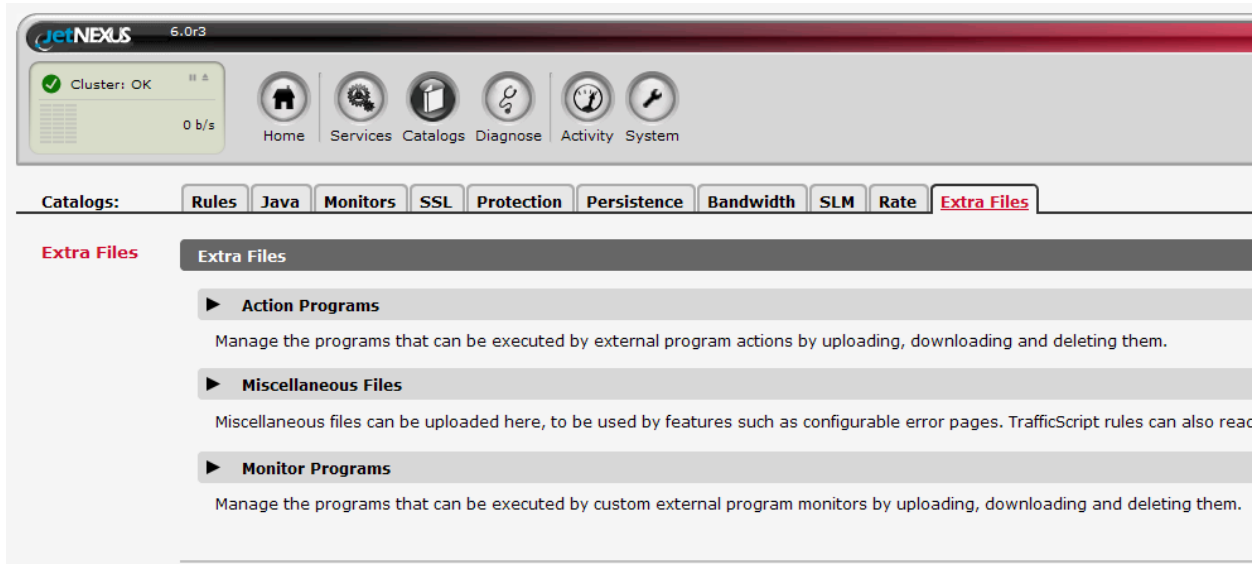 jetNEXUS 6.0r3
Cluster: OK
0 b/s
Home Services Catalogs Diagnose Activity System
Catalogs: Rules Java Monitors SSL Protection Persistence Bandwidth SLM Rate Extra Files
Extra Files
Extra Files
Action Programs
Manage the programs that can be executed by external program actions by uploading, downloading and deleting them.
Miscellaneous Files
Miscellaneous files can be uploaded here, to be used by features such as configurable error pages. TrafficScript rules can also read
Monitor Programs
Manage the programs that can be executed by custom external program monitors by uploading, downloading and deleting them.